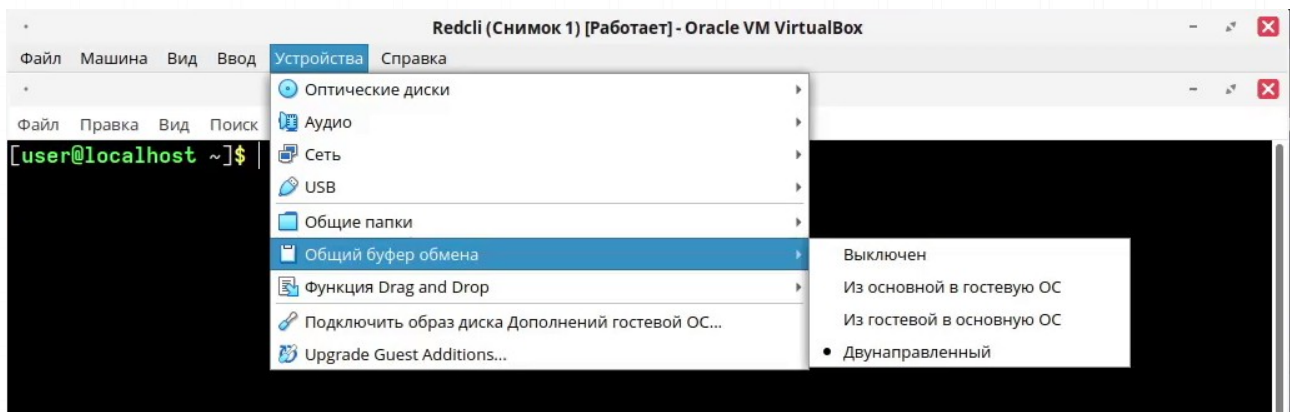 Redcli (Снимок 1) [Работает] - Oracle VM VirtualBox
Файл Машина Вид Ввод Устройства Справка
Оптические диски
Файл Правка Вид Поиск
Аудио
[user@localhost ~]$
Сеть
USB
Общие папки
Общий буфер обмена
Выключен
Функция Drag and Drop
Из основной в гостевую ОС
Подключить образ диска Дополнений гостевой ОС...
Из гостевой в основную ОС
Upgrade Guest Additions...
Двунаправленный